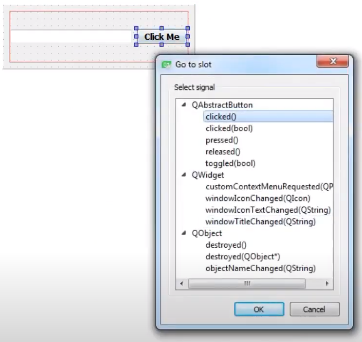 Click Me
Go to slot
Select signal
QAbstractButton
clicked()
clicked(bool)
pressed()
released()
toggled(bool)
QWidget
customContextMenuRequested(QP
windowIconChanged(QIcon)
windowIconTextChanged(QString)
windowTitleChanged(QString)
QObject
destroyed()
destroyed(QObject*)
objectNameChanged(QString)
OK Cancel